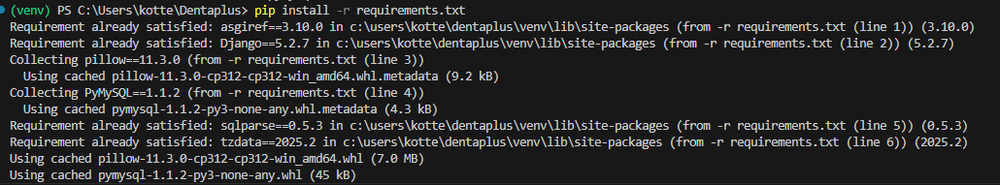 (venv) PS C:\Users\kotte\Dentaplus> pip install -r requirements.txt
Requirement already satisfied: asgiref==3.10.0 in c:\users\kotte\dentaplus\venv\lib\site-packages (from -r requirements.txt (line 1)) (3.10.0)
Requirement already satisfied: Django==5.2.7 in c:\users\kotte\dentaplus\venv\lib\site-packages (from -r requirements.txt (line 2)) (5.2.7)
Collecting pillow==11.3.0 (from -r requirements.txt (line 3))
  Using cached pillow-11.3.0-cp312-cp312-win_amd64.whl.metadata (9.2 kB)
Collecting PyMySQL==1.1.2 (from -r requirements.txt (line 4))
  Using cached pymysql-1.1.2-py3-none-any.whl.metadata (4.3 kB)
Requirement already satisfied: sqlparse==0.5.3 in c:\users\kotte\dentaplus\venv\lib\site-packages (from -r requirements.txt (line 5)) (0.5.3)
Requirement already satisfied: tzdata==2025.2 in c:\users\kotte\dentaplus\venv\lib\site-packages (from -r requirements.txt (line 6)) (2025.2)
Using cached pillow-11.3.0-cp312-cp312-win_amd64.whl (7.0 MB)
Using cached pymysql-1.1.2-py3-none-any.whl (45 kB)